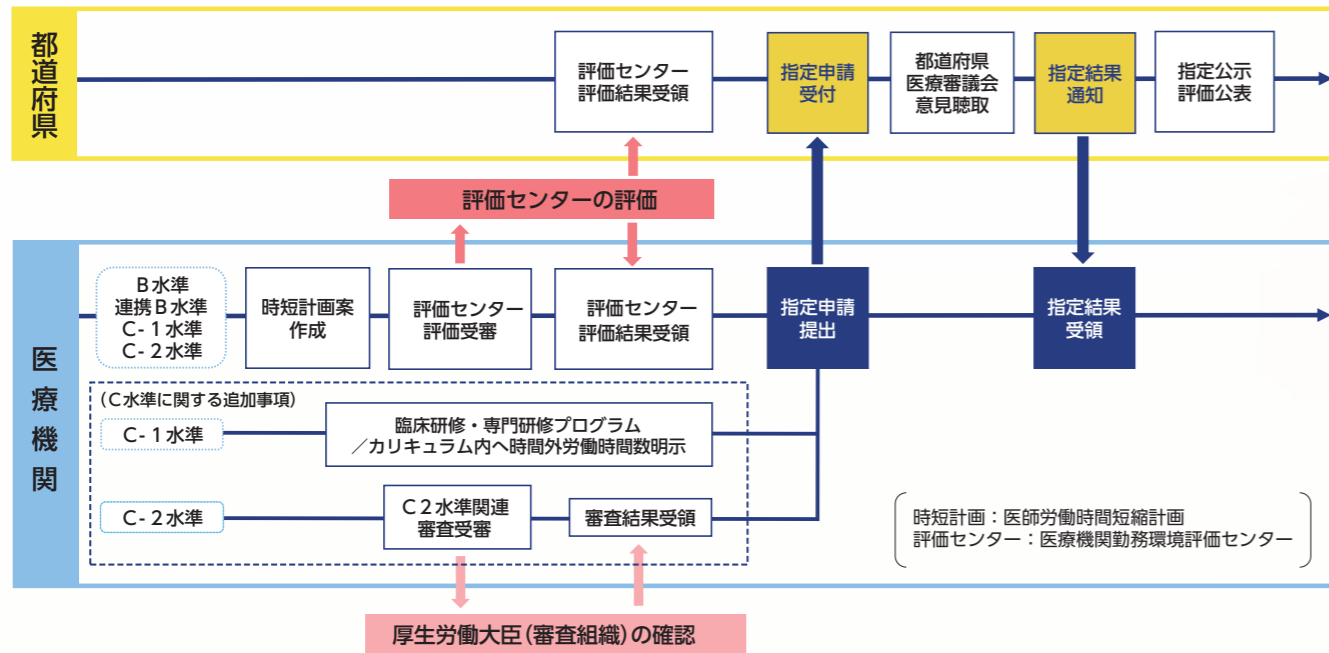 都道府県
評価センター
評価結果受領
指定申請
受付
都道府県
医療審議会
意見聴取
指定結果
通知
指定公示
評価公表
評価センターの評価
医療機関
B水準
連携B水準
C-1水準
C-2水準
時短計画案
作成
評価センター
評価受審
評価センター
評価結果受領
指定申請
提出
指定結果
受領
(C水準に関する追加事項)
C-1水準
臨床研修・専門研修プログラム
／カリキュラム内へ時間外労働時間数明示
C-2水準
C2水準関連
審査受審
審査結果受領
時短計画：医師労働時間短縮計画
評価センター：医療機関勤務環境評価センター
厚生労働大臣(審査組織)の確認